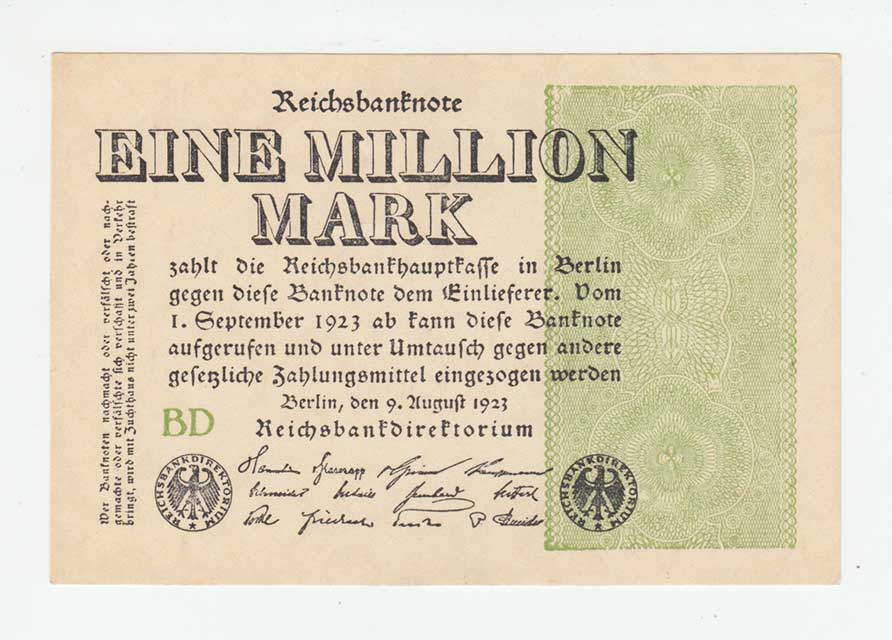 Reichsbanknote
EINE MILLION
MARK
zahlt die Reichsbankhauptkasse in Berlin
gegen diese Banknote dem Einlieferer. Vom
1. September 1923 ab kann diese Banknote
aufgerufen und unter Umtausch gegen andere
gesetzliche Zahlungsmittel eingezogen werden
Berlin, den 9. August 1923
Reichsbankdirektorium
BD
Wer Banknoten nachmacht oder verfälscht oder nach-
gemachte oder verfälschte sich verschafft und in Verkehr
bringt, wird mit Zuchthaus nicht unter zwei Jahren bestraft
REICHSBANKDIREKTORIUM
REICHSBANKDIREKTORIUM